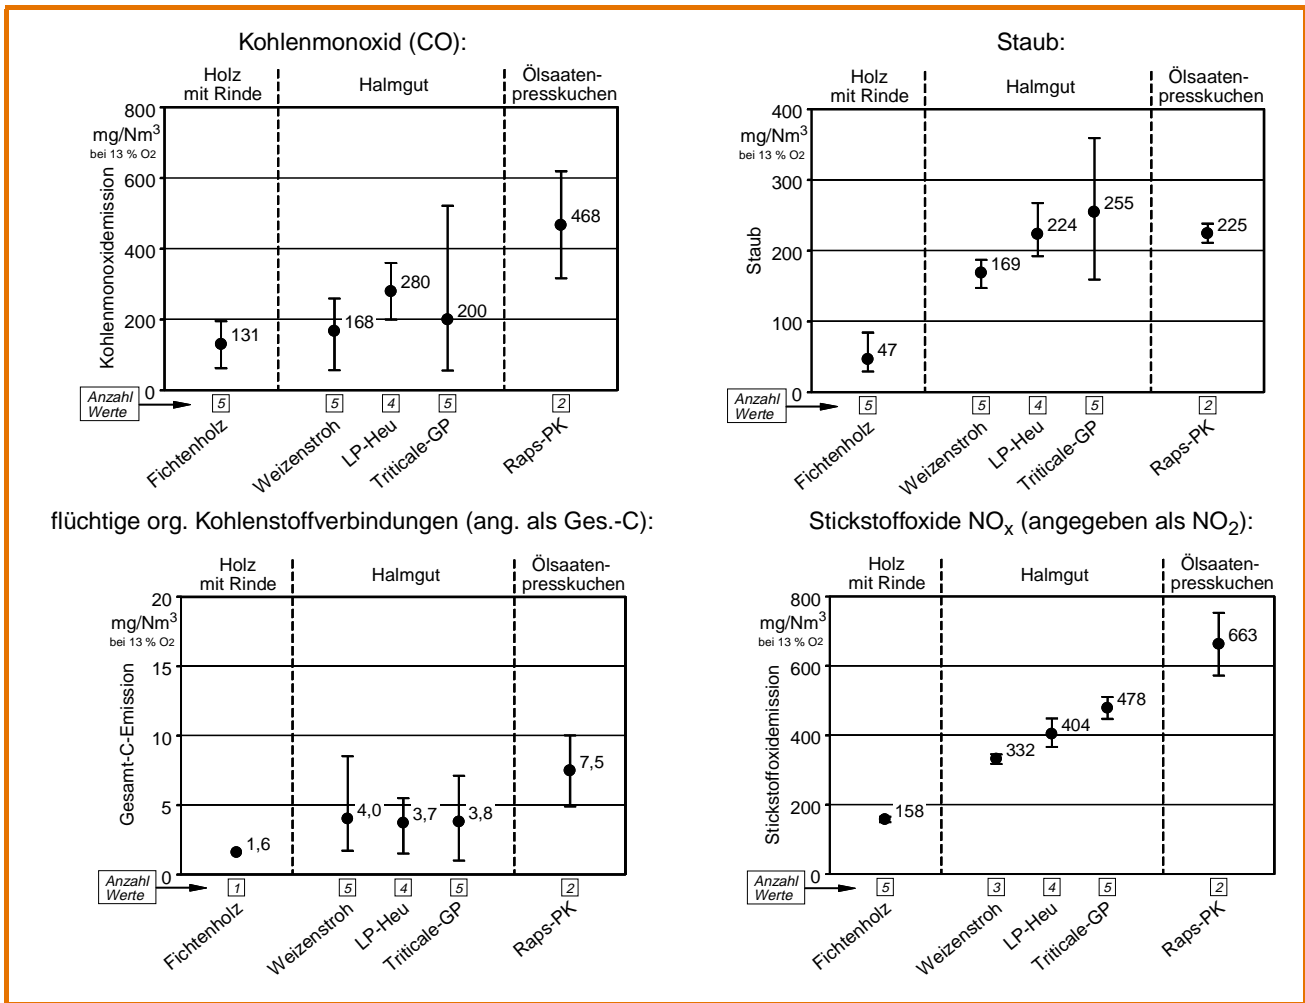 Kohlenmonoxid (CO):
Holz
mit Rinde
Halmgut
Ölsaaten-
presskuchen
800
mg/Nm³
bei 13 % O2
600
400
200
0
Kohlenmonoxidemission
131
168
280
200
468
Anzahl
Werte
5
5
4
5
2
Fichtenholz
Weizenstroh
LP-Heu
Triticale-GP
Raps-PK
Staub:
Holz
mit Rinde
Halmgut
Ölsaaten-
presskuchen
400
mg/Nm³
bei 13 % O2
300
200
100
0
Staub
47
169
224
255
225
Anzahl
Werte
5
5
4
5
2
Fichtenholz
Weizenstroh
LP-Heu
Triticale-GP
Raps-PK
flüchtige org. Kohlenstoffverbindungen (ang. als Ges.-C):
Holz
mit Rinde
Halmgut
Ölsaaten-
presskuchen
20
mg/Nm³
bei 13 % O2
15
10
5
0
Gesamt-C-Emission
1,6
4,0
3,7
3,8
7,5
Anzahl
Werte
1
5
4
5
2
Fichtenholz
Weizenstroh
LP-Heu
Triticale-GP
Raps-PK
Stickstoffoxide NOₓ (angegeben als NO₂):
Holz
mit Rinde
Halmgut
Ölsaaten-
presskuchen
800
mg/Nm³
bei 13 % O2
600
400
200
0
Stickstoffoxidemission
158
332
404
478
663
Anzahl
Werte
5
3
4
5
2
Fichtenholz
Weizenstroh
LP-Heu
Triticale-GP
Raps-PK